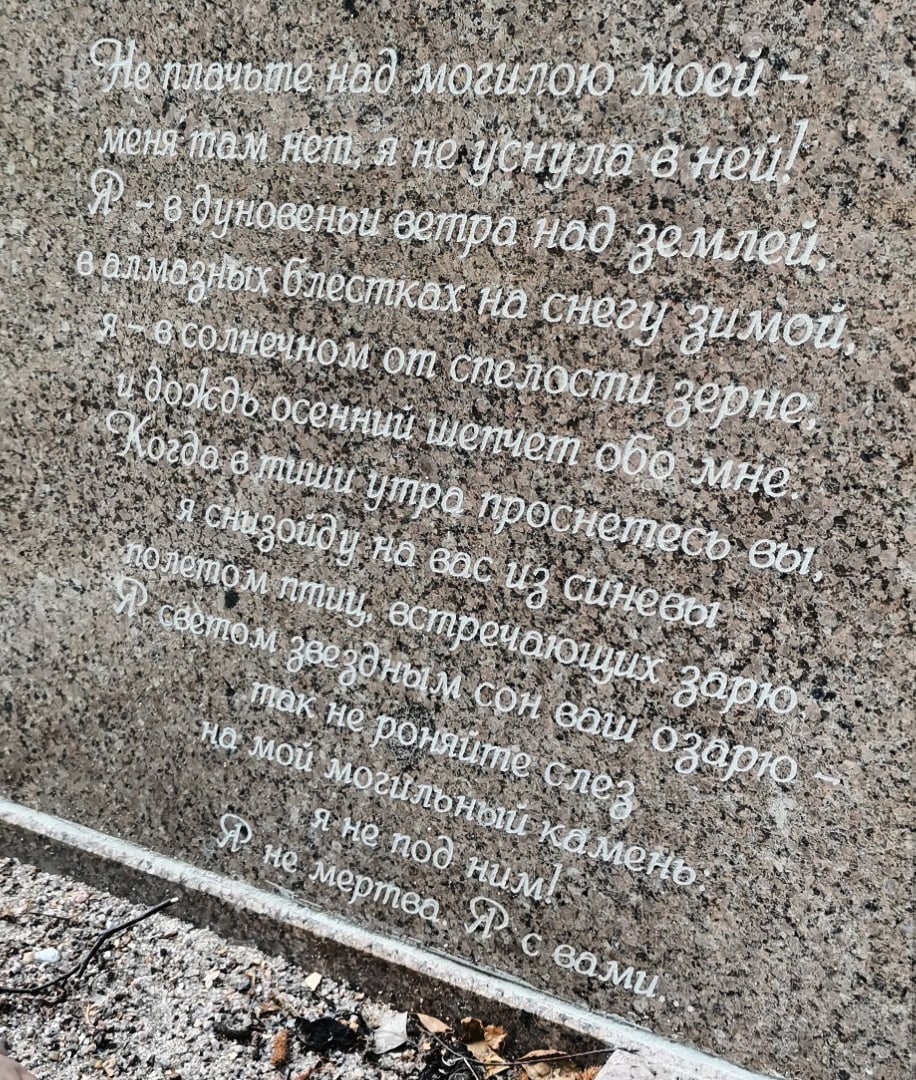 Не плачьте над могилою моей –
меня там нет, я не уснула в ней!
Я – в дуновеньи ветра над землей,
в алмазных блестках на снегу зимой,
я – в солнечном от спелости зерне,
и дождь осенний шепчет обо мне.
Когда в тиши утра проснетесь вы,
я снизойду на вас из синевы
полетом птиц, встречающих зарю.
Я светом звездным сон ваш озарю –
так не роняйте слез
на мой могильный камень:
я не под ним!
Я не мертва. Я с вами...